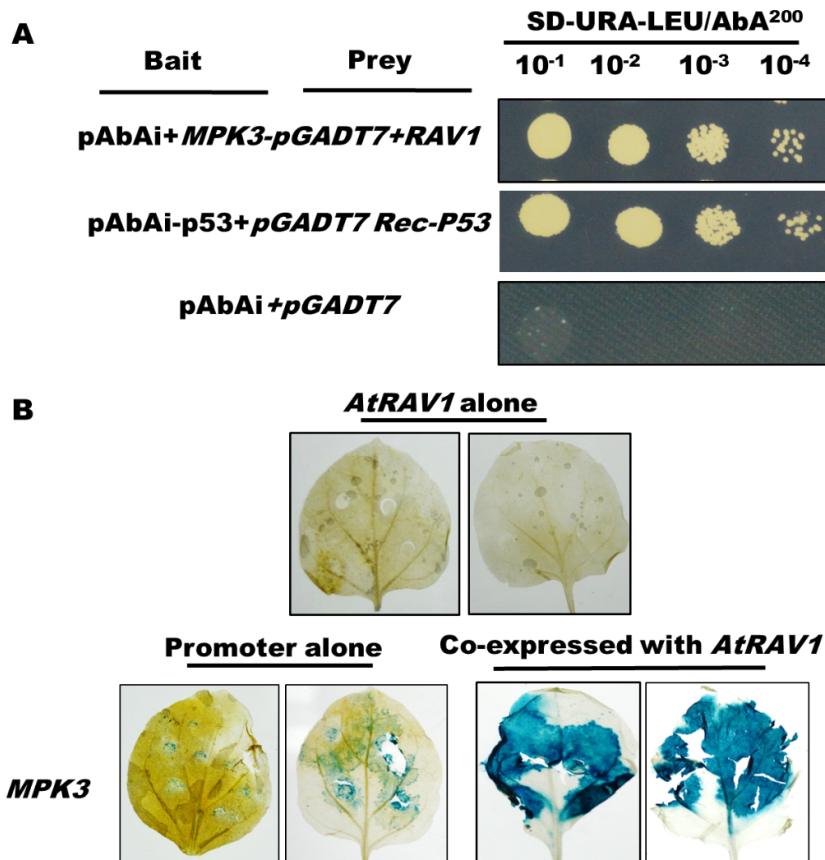 A
SD-URA-LEU/AbA²⁰⁰
Bait Prey 10⁻¹ 10⁻² 10⁻³ 10⁻⁴
pAbAi+MPK3-pGADT7+RAV1
pAbAi-p53+pGADT7 Rec-P53
pAbAi+pGADT7
B
AtRAV1 alone
Promoter alone Co-expressed with AtRAV1
MPK3